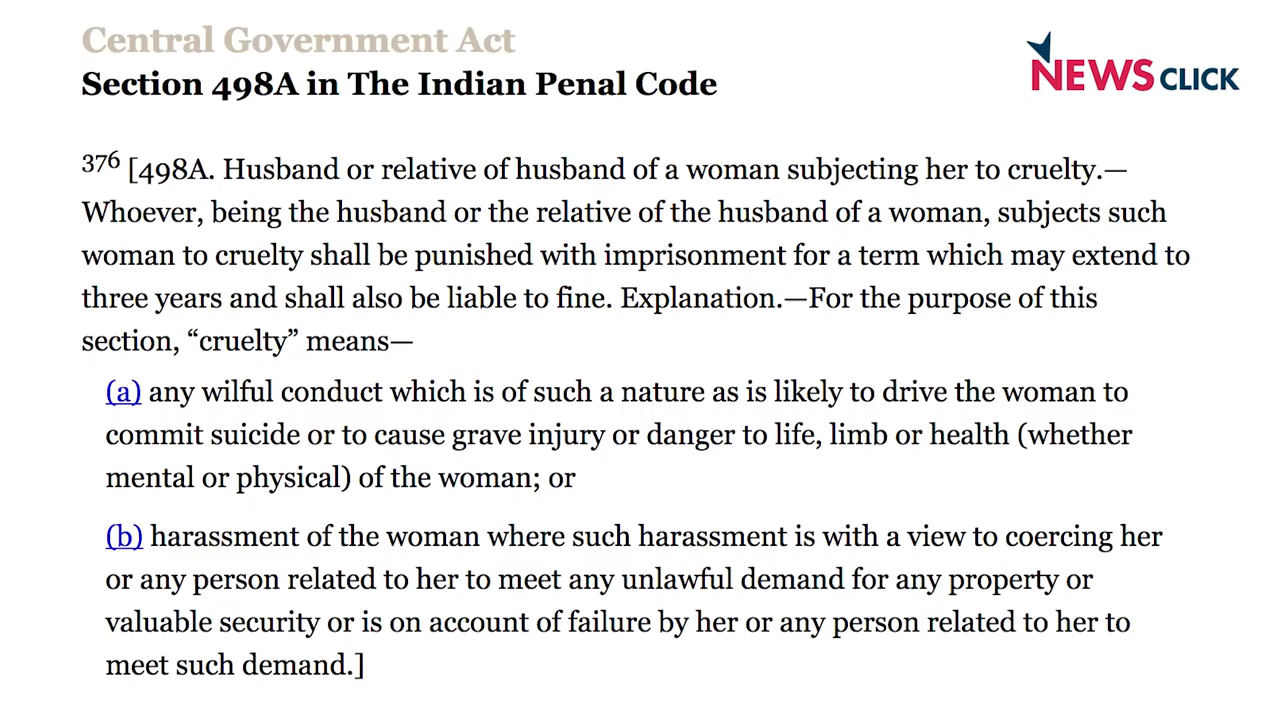 Central Government Act
Section 498A in The Indian Penal Code
NEWSCLICK
376 [498A. Husband or relative of husband of a woman subjecting her to cruelty.—
Whoever, being the husband or the relative of the husband of a woman, subjects such
woman to cruelty shall be punished with imprisonment for a term which may extend to
three years and shall also be liable to fine. Explanation.—For the purpose of this
section, “cruelty” means—
(a) any wilful conduct which is of such a nature as is likely to drive the woman to
commit suicide or to cause grave injury or danger to life, limb or health (whether
mental or physical) of the woman; or
(b) harassment of the woman where such harassment is with a view to coercing her
or any person related to her to meet any unlawful demand for any property or
valuable security or is on account of failure by her or any person related to her to
meet such demand.]